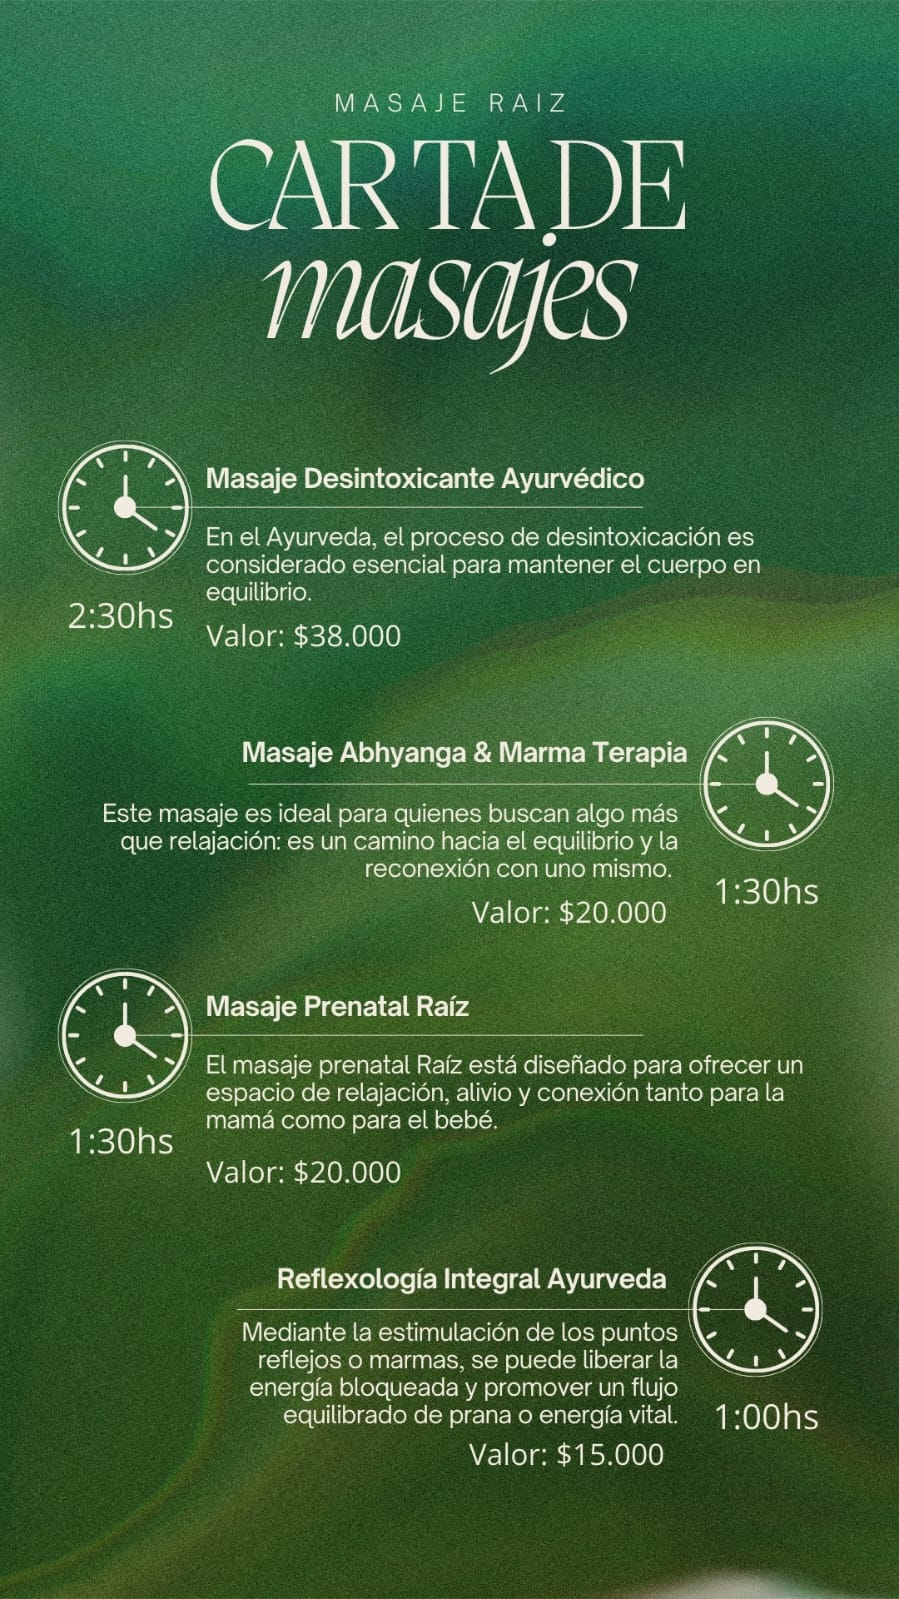 MASAJE RAIZ
CARTA DE
masajes
Masaje Desintoxicante Ayurvédico
En el Ayurveda, el proceso de desintoxicación es
considerado esencial para mantener el cuerpo en
equilibrio.
2:30hs
Valor: $38.000
Masaje Abhyanga & Marma Terapia
Este masaje es ideal para quienes buscan algo más
que relajación: es un camino hacia el equilibrio y la
reconexión con uno mismo.
1:30hs
Valor: $20.000
Masaje Prenatal Raíz
El masaje prenatal Raíz está diseñado para ofrecer un
espacio de relajación, alivio y conexión tanto para la
mamá como para el bebé.
1:30hs
Valor: $20.000
Reflexología Integral Ayurveda
Mediante la estimulación de los puntos
reflejos o marmas, se puede liberar la
energía bloqueada y promover un flujo
equilibrado de prana o energía vital.
1:00hs
Valor: $15.000